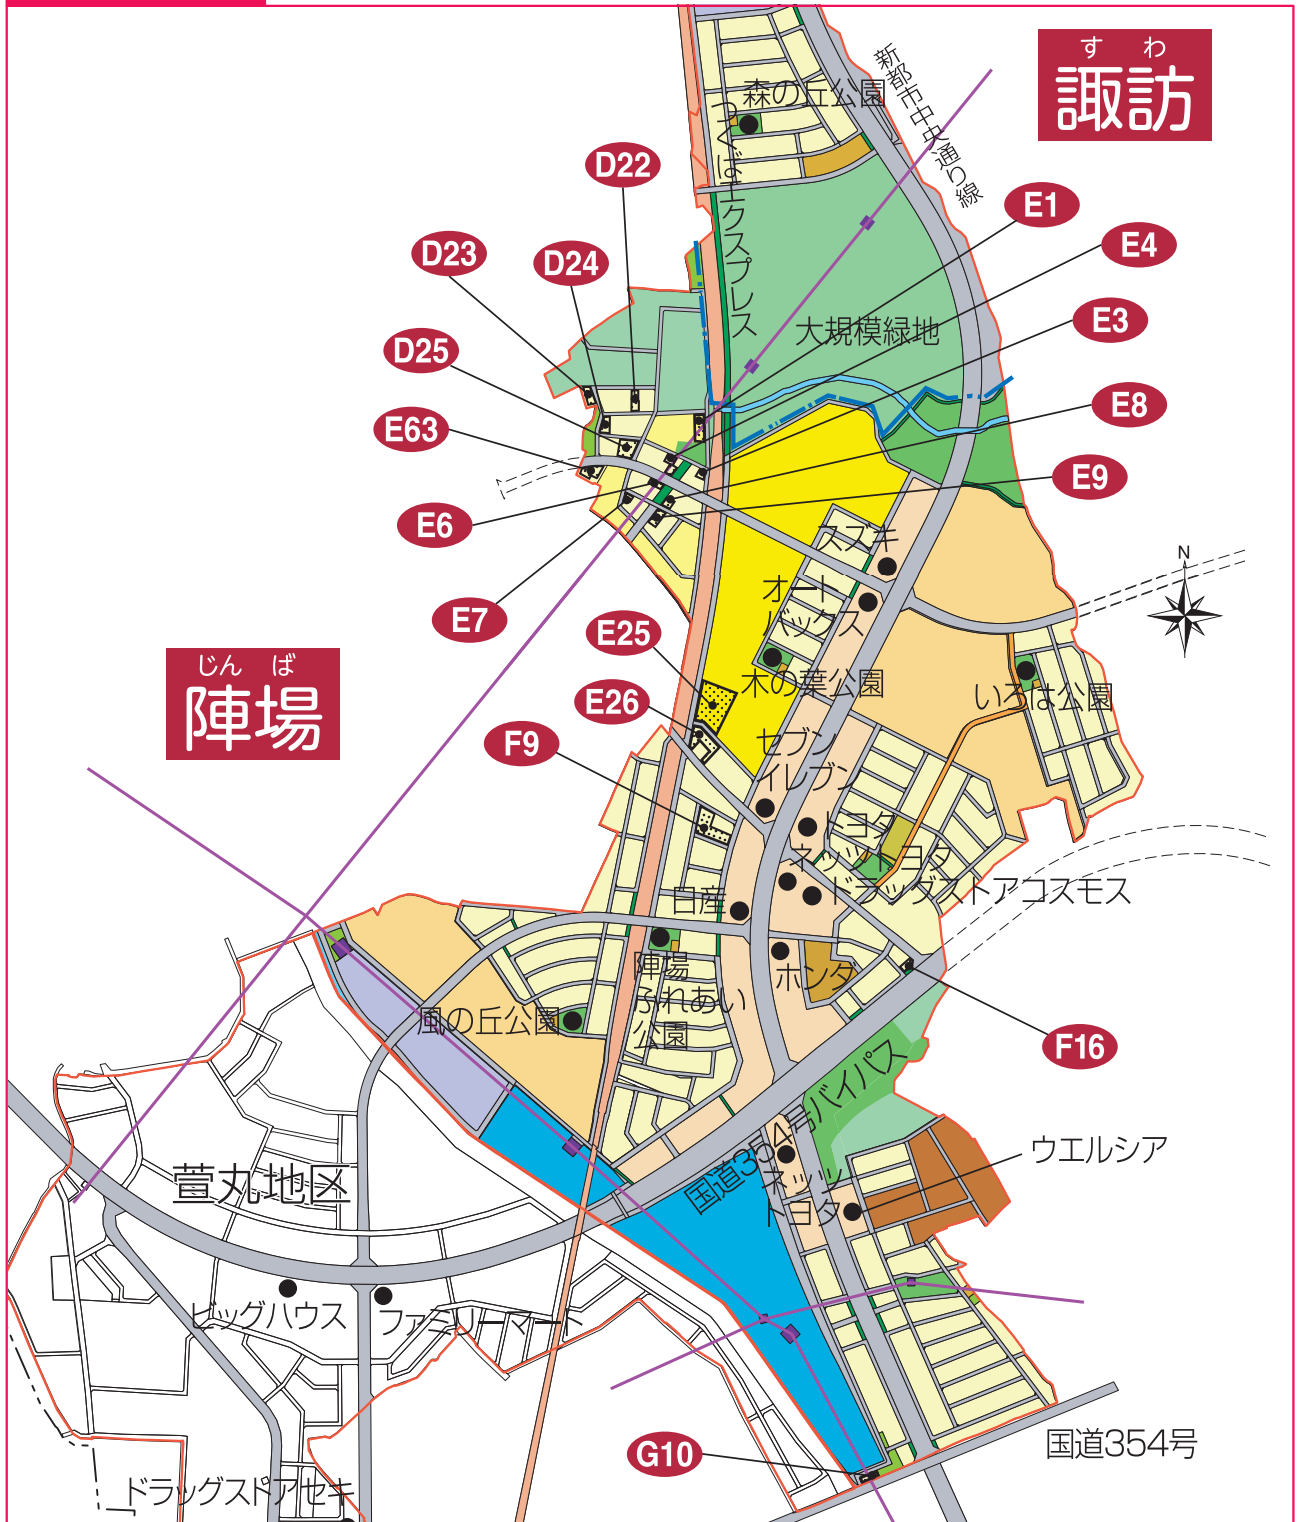 す わ
諏訪
新都市中央通り線
森の丘公園
つくばエクスプレス
D22
E1
E4
D23
D24
E3
大規模緑地
D25
E8
E63
E9
E6
スズキ
N
オート
バックス
E7
E25
じん ば
陣場
木の葉公園
いろは公園
E26
F9
セブン
イレブン
トヨタ
ネッツトヨタ
ドラッグストアコスモス
日産
陣場
ふれあい
公園
ホンダ
風の丘公園
F16
国道354号バイパス
ウエルシア
ネッツ
トヨタ
萱丸地区
ビッグハウス
ファミリーマート
国道354号
G10
ドラッグストアセキ